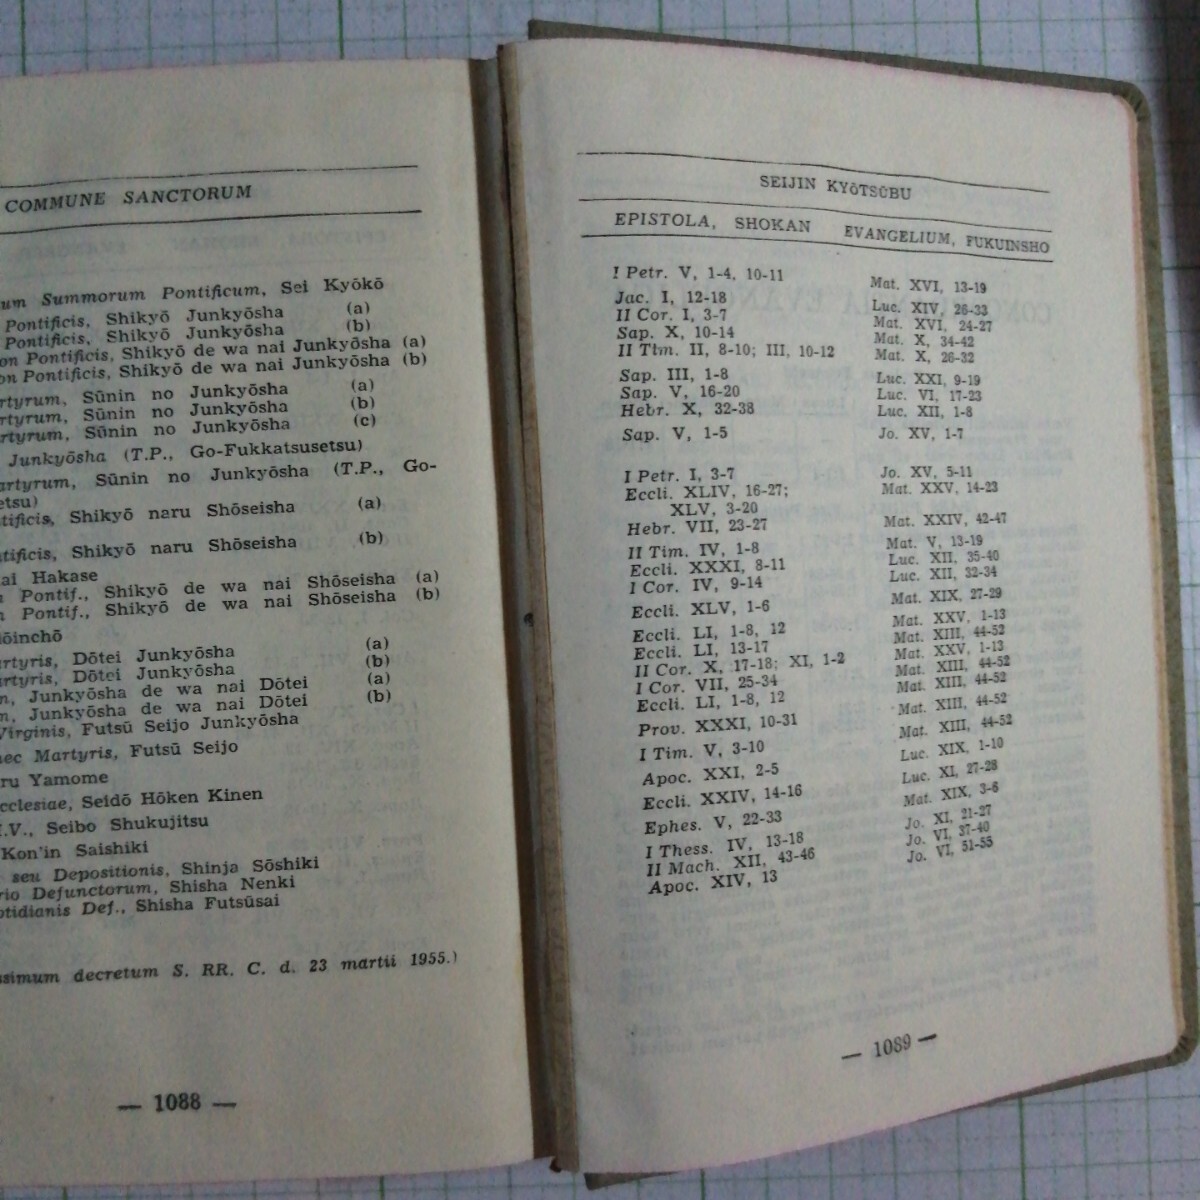 COMMUNE SANCTORUM
Summorum Pontificum, Sei Kyōkō
Pontificis, Shikyō Junkyōsha (a)
Pontificis, Shikyō Junkyōsha (b)
Pontificis, Shikyō de wa nai Junkyōsha (a)
Pontificis, Shikyō de wa nai Junkyōsha (b)
Sūnin no Junkyōsha (a)
Sūnin no Junkyōsha (b)
Sūnin no Junkyōsha (c)
Junkyōsha (T.P., Go-Fukkatsusetsu)
Sūnin no Junkyōsha (T.P., Go-
etsu)
Shikyō naru Shōseisha (a)
Shikyō naru Shōseisha (b)
ai Hakase
Pontif., Shikyō de wa nai Shōseisha (a)
Pontif., Shikyō de wa nai Shōseisha (b)
Dōtei Junkyōsha (a)
Dōtei Junkyōsha (b)
Junkyōsha de wa nai Dōtei (a)
Junkyōsha de wa nai Dōtei (b)
Virginis, Futsū Seijo Junkyōsha
nec Martyris, Futsū Seijo
ru Yamome
cclesiae, Seidō Hōken Kinen
I.V., Seibo Shukujitsu
Kon'in Saishiki
seu Depositionis, Shinja Sōshiki
rio Defunctorum, Shisha Nenki
otidianis Def., Shisha Futsūsai
simum decretum S. RR. C. d. 23 martii 1955.)
— 1088 —
SEIJIN KYōTSūBU
EPISTOLA, SHOKAN EVANGELIUM, FUKUINSHO
I Petr. V, 1-4, 10-11 Mat. XVI, 13-19
Jac. I, 12-18 Luc. XIV, 26-33
II Cor. I, 3-7 Mat. XVI, 24-27
Sap. X, 10-14 Mat. X, 34-42
II Tim. II, 8-10; III, 10-12 Mat. X, 26-32
Sap. III, 1-8 Luc. XXI, 9-19
Sap. V, 16-20 Luc. VI, 17-23
Hebr. X, 32-38 Luc. XII, 1-8
Sap. V, 1-5 Jo. XV, 1-7
I Petr. I, 3-7 Jo. XV, 5-11
Eccli. XLIV, 16-27; Mat. XXV, 14-23
XLV, 3-20
Hebr. VII, 23-27 Mat. XXIV, 42-47
II Tim. IV, 1-8 Mat. V, 13-19
Eccli. XXXI, 8-11 Luc. XII, 35-40
I Cor. IV, 9-14 Luc. XII, 32-34
Eccli. XLV, 1-6 Mat. XIX, 27-29
Eccli. LI, 1-8, 12 Mat. XXV, 1-13
Eccli. LI, 13-17 Mat. XIII, 44-52
II Cor. X, 17-18; XI, 1-2 Mat. XXV, 1-13
I Cor. VII, 25-34 Mat. XIII, 44-52
Eccli. LI, 1-8, 12 Mat. XIII, 44-52
Prov. XXXI, 10-31 Mat. XIII, 44-52
I Tim. V, 3-10 Mat. XIII, 44-52
Apoc. XXI, 2-5 Luc. XIX, 1-10
Eccli. XXIV, 14-16 Luc. XI, 27-28
Ephes. V, 22-33 Mat. XIX, 3-6
I Thess. IV, 13-18 Jo. XI, 21-27
II Mach. XII, 43-46 Jo. VI, 37-40
Apoc. XIV, 13 Jo. VI, 51-55
— 1089 —